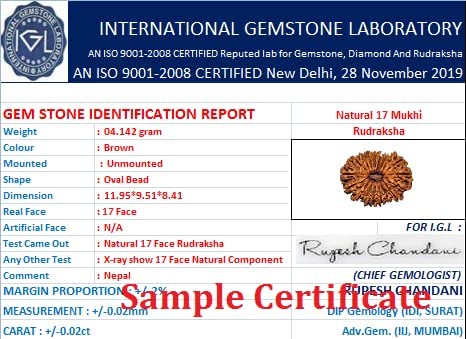 INTERNATIONAL GEMSTONE LABORATORY
AN ISO 9001-2008 CERTIFIED Reputed lab for Gemstone, Diamond And Rudraksha
AN ISO 9001-2008 CERTIFIED New Delhi, 28 November 2019
INTERNATIONAL GEMSTONE LABORATORY
IGL
GEM STONE IDENTIFICATION REPORT
Natural 17 Mukhi
Rudraksha
Weight : 04.142 gram
Colour : Brown
Mounted : Unmounted
Shape : Oval Bead
Dimension : 11.95*9.51*8.41
Real Face : 17 Face
Artificial Face : N/A
FOR I.G.L :
Test Came Out : Natural 17 Face Rudraksha
Any Other Test : X-ray show 17 Face Natural Component
Rugesh Chandani
Comment : Nepal
(CHIEF GEMOLOGIST)
MARGIN PROPORTION : +/-2%
RUPESH CHANDANI
Sample Certificate
MEASUREMENT : +/-0.02mm
DIP Gemology (IDI, SURAT)
CARAT : +/-0.02ct
Adv.Gem. (IIJ, MUMBAI)